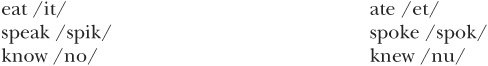 eat /it/ ate /et/
speak /spik/ spoke /spok/
know /no/ knew /nu/